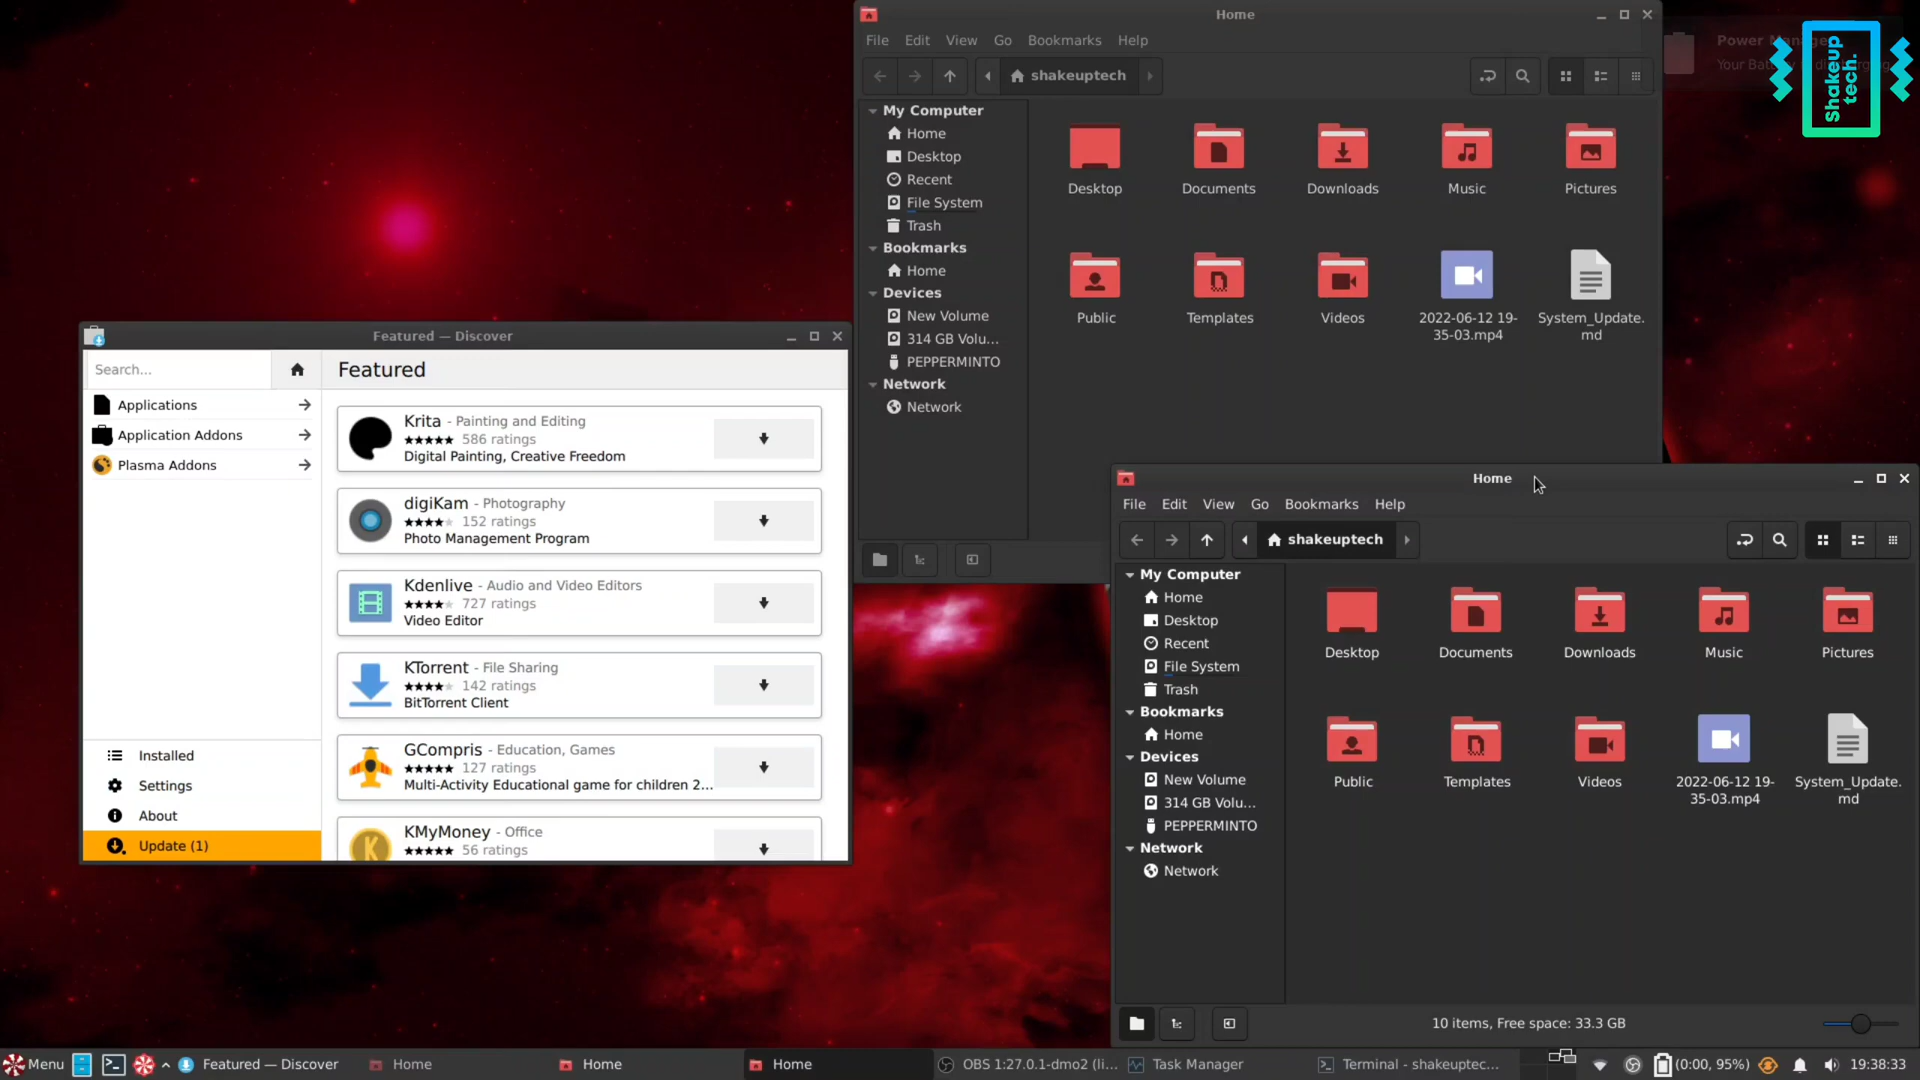 Home
File Edit View Go Bookmarks Help
shakeuptech
My Computer
Home
Desktop
Recent
File System
Trash
Bookmarks
Home
Devices
New Volume
314 GB Volu...
PEPPERMINTO
Network
Network
Desktop
Documents
Downloads
Music
Pictures
Public
Templates
Videos
2022-06-12 19-
35-03.mp4
System_Update.
md
Shakeup
tech.
Featured — Discover
Search...
Featured
Applications
Application Addons
Plasma Addons
Krita - Painting and Editing
586 ratings
Digital Painting, Creative Freedom
digiKam - Photography
152 ratings
Photo Management Program
Kdenlive - Audio and Video Editors
727 ratings
Video Editor
KTorrent - File Sharing
142 ratings
BitTorrent Client
GCompris - Education, Games
127 ratings
Multi-Activity Educational game for children 2...
KMyMoney - Office
56 ratings
Installed
Settings
About
Update (1)
Home
File Edit View Go Bookmarks Help
shakeuptech
My Computer
Home
Desktop
Recent
File System
Trash
Bookmarks
Home
Devices
New Volume
314 GB Volu...
PEPPERMINTO
Network
Network
Desktop
Documents
Downloads
Music
Pictures
Public
Templates
Videos
2022-06-12 19-
35-03.mp4
System_Update.
md
10 items, Free space: 33.3 GB
Menu Featured — Discover Home Home Home OBS 1:27.0.1-dmo2 (li... Task Manager Terminal - shakeuptec... (0:00, 95%) 19:38:33